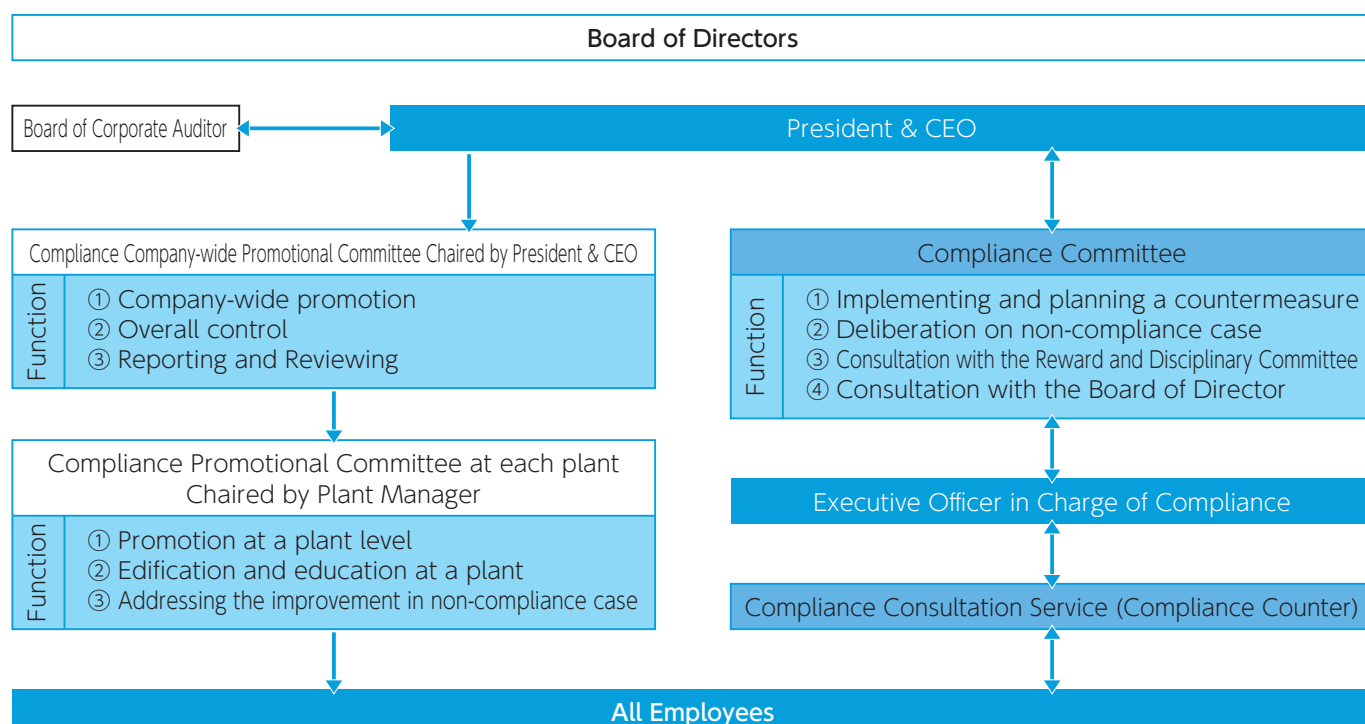 Board of Directors
Board of Corporate Auditor
President & CEO
Compliance Company-wide Promotional Committee Chaired by President & CEO
Function
① Company-wide promotion
② Overall control
③ Reporting and Reviewing
Compliance Promotional Committee at each plant
Chaired by Plant Manager
Function
① Promotion at a plant level
② Edification and education at a plant
③ Addressing the improvement in non-compliance case
Compliance Committee
Function
① Implementing and planning a countermeasure
② Deliberation on non-compliance case
③ Consultation with the Reward and Disciplinary Committee
④ Consultation with the Board of Director
Executive Officer in Charge of Compliance
Compliance Consultation Service (Compliance Counter)
All Employees